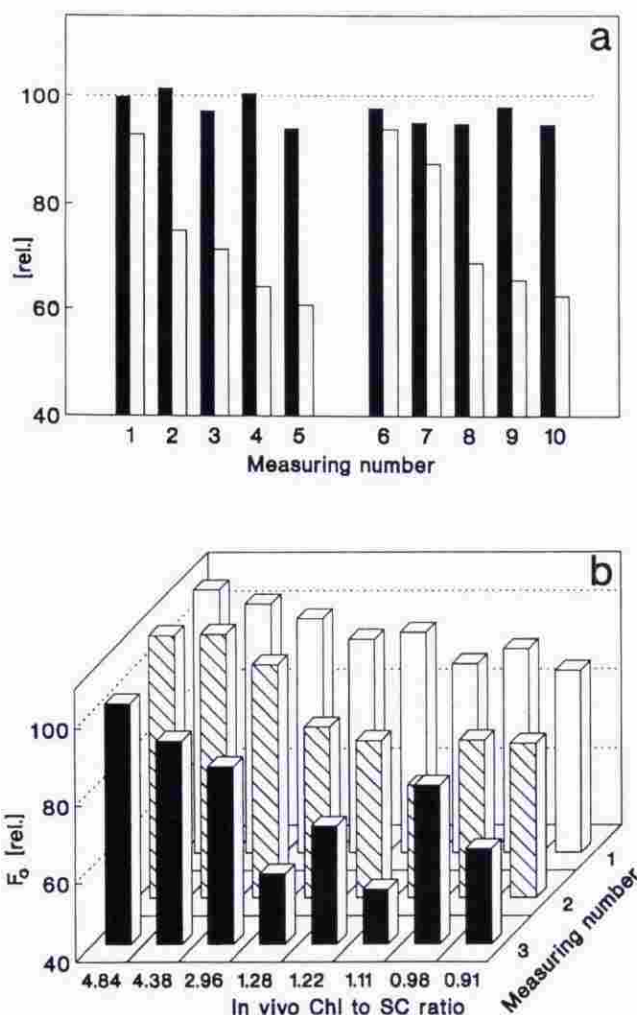 a
100
80
60
40
[rel.]
1 2 3 4 5 6 7 8 9 10
Measuring number
b
100
80
60
40
F₀ [rel.]
4.84 4.38 2.96 1.28 1.22 1.11 0.98 0.91
In vivo Chl to SC ratio
1
2
3
Measuring number